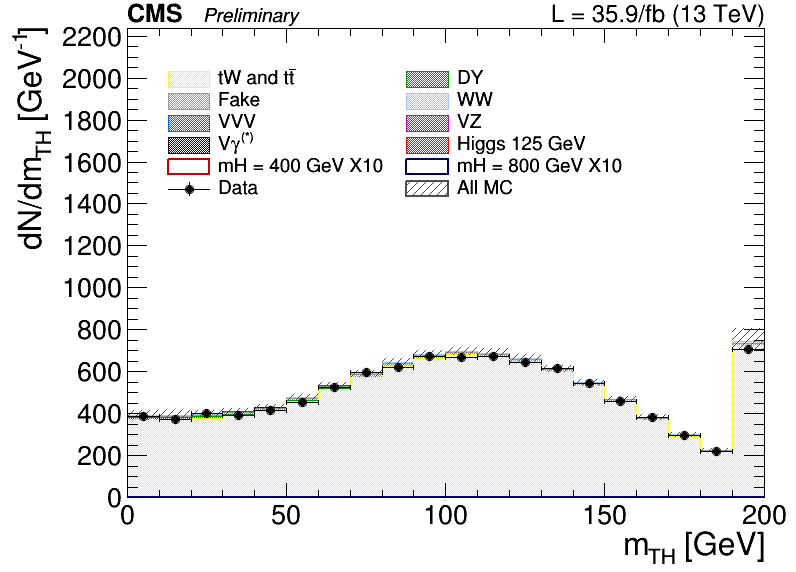 CMS Preliminary L = 35.9/fb (13 TeV)
dN/dm_TH [GeV⁻¹]
2200
2000
1800
1600
1400
1200
1000
800
600
400
200
0
tW and tt̄ DY
Fake WW
VVV VZ
Vγ^(*) Higgs 125 GeV
mH = 400 GeV X10 mH = 800 GeV X10
Data All MC
0 50 100 150 200
m_TH [GeV]